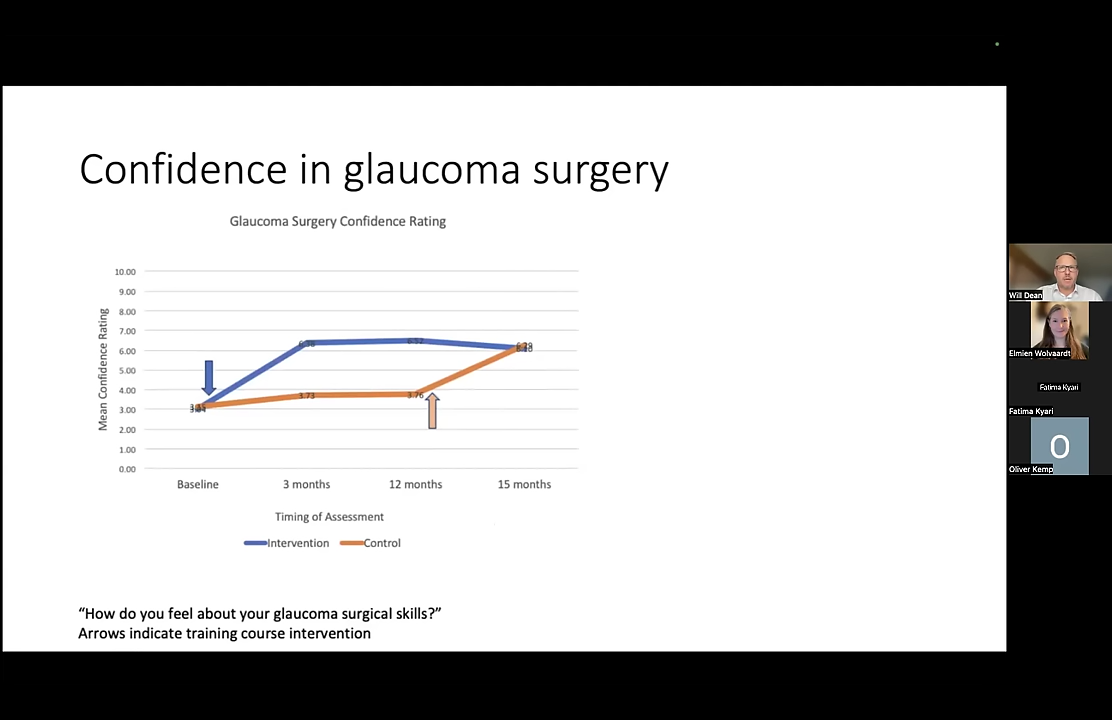 Confidence in glaucoma surgery
Glaucoma Surgery Confidence Rating
Mean Confidence Rating
10.00
9.00
8.00
7.00
6.00
5.00
4.00
3.00
2.00
1.00
0.00
3.73
3.76
Baseline
3 months
12 months
15 months
Timing of Assessment
Intervention
Control
“How do you feel about your glaucoma surgical skills?”
Arrows indicate training course intervention
Will Dean
Elmien Wolvaardt
Fatima Kyari
Fatima Kyari
O
Oliver Kemp